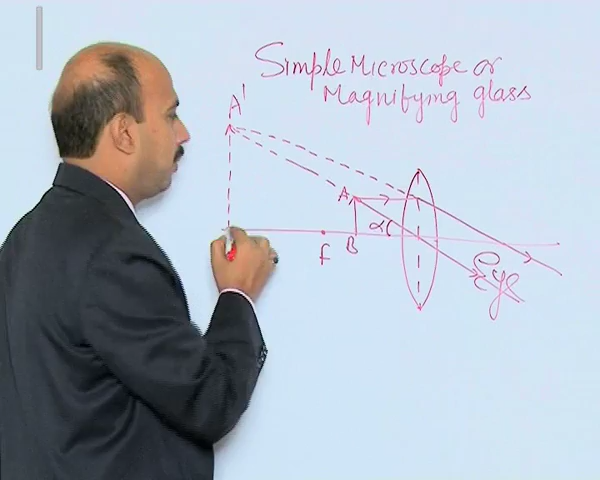 Simple Microscope or
Magnifying glass
A'
A
α
f
B
Eye